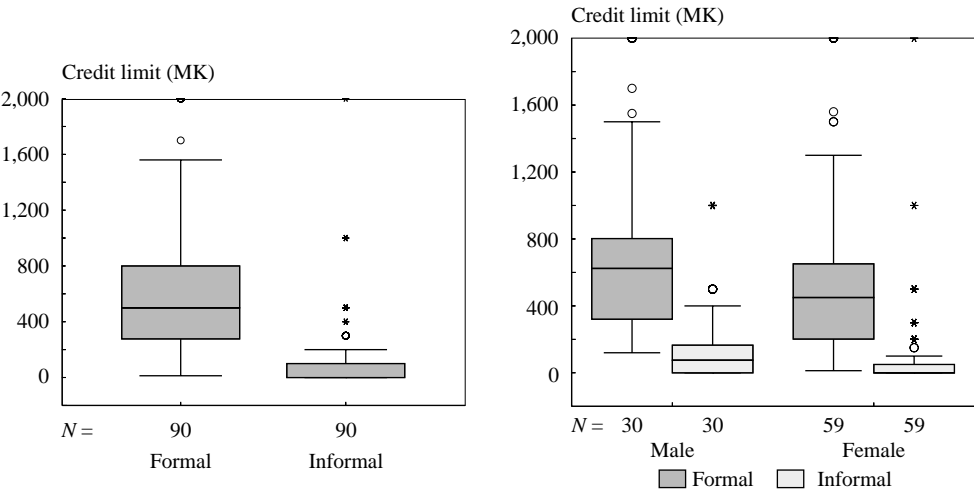 Credit limit (MK)
2,000
1,600
1,200
800
400
0
N = 90 90
Formal Informal
Credit limit (MK)
2,000
1,600
1,200
800
400
0
N = 30 30 59 59
Male Female
Formal Informal